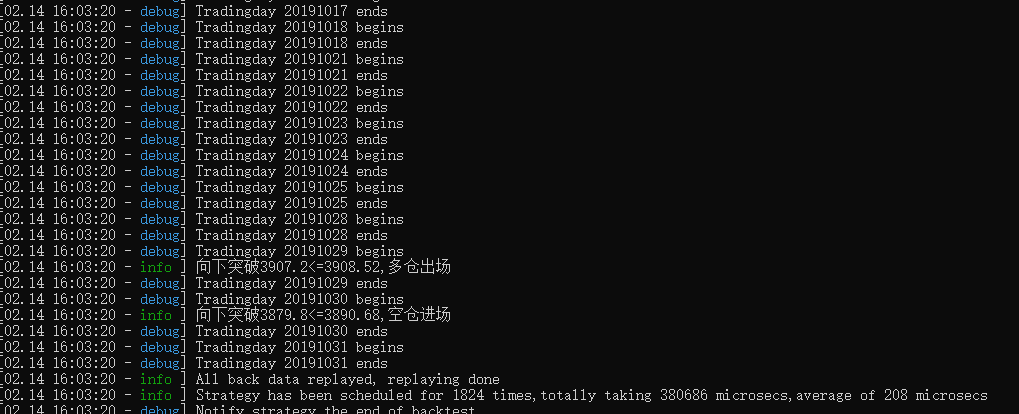 [02.14 16:03:20 - debug] Tradingday 20191017 ends
[02.14 16:03:20 - debug] Tradingday 20191018 begins
[02.14 16:03:20 - debug] Tradingday 20191018 ends
[02.14 16:03:20 - debug] Tradingday 20191021 begins
[02.14 16:03:20 - debug] Tradingday 20191021 ends
[02.14 16:03:20 - debug] Tradingday 20191022 begins
[02.14 16:03:20 - debug] Tradingday 20191022 ends
[02.14 16:03:20 - debug] Tradingday 20191023 begins
[02.14 16:03:20 - debug] Tradingday 20191023 ends
[02.14 16:03:20 - debug] Tradingday 20191024 begins
[02.14 16:03:20 - debug] Tradingday 20191024 ends
[02.14 16:03:20 - debug] Tradingday 20191025 begins
[02.14 16:03:20 - debug] Tradingday 20191025 ends
[02.14 16:03:20 - debug] Tradingday 20191028 begins
[02.14 16:03:20 - debug] Tradingday 20191028 ends
[02.14 16:03:20 - debug] Tradingday 20191029 begins
[02.14 16:03:20 - info ] 向下突破3907.2<=3908.52,多仓出场
[02.14 16:03:20 - debug] Tradingday 20191029 ends
[02.14 16:03:20 - debug] Tradingday 20191030 begins
[02.14 16:03:20 - info ] 向下突破3879.8<=3890.68,空仓进场
[02.14 16:03:20 - debug] Tradingday 20191030 ends
[02.14 16:03:20 - debug] Tradingday 20191031 begins
[02.14 16:03:20 - debug] Tradingday 20191031 ends
[02.14 16:03:20 - info ] All back data replayed, replaying done
[02.14 16:03:20 - info ] Strategy has been scheduled for 1824 times,totally taking 380686 microsecs,average of 208 microsecs
[02.14 16:03:20 - debug] Notify strategy the end of backtest